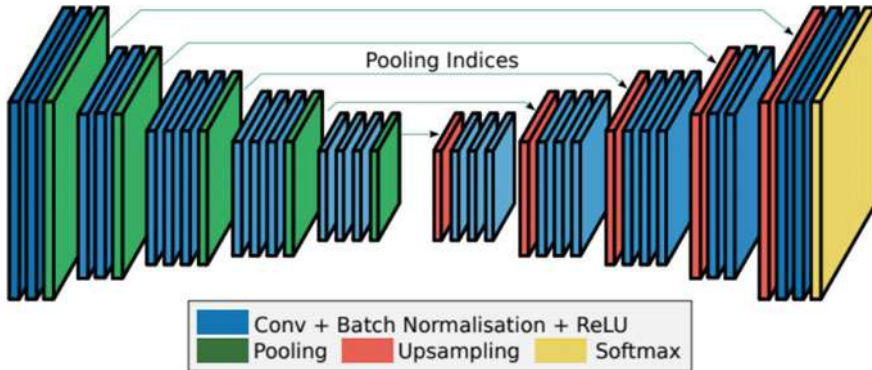 Pooling Indices
Conv + Batch Normalisation + ReLU
Pooling Upsampling Softmax